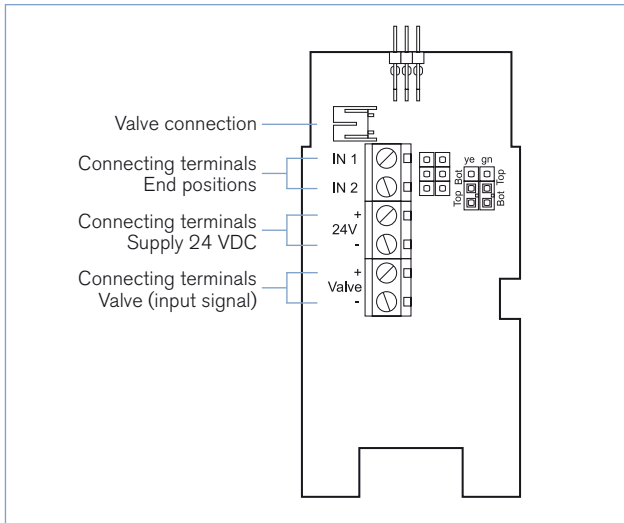 Valve connection
Connecting terminals
End positions
Connecting terminals
Supply 24 VDC
Connecting terminals
Valve (input signal)
IN 1
IN 2
+
24V
-
+
Valve
-
ye gn
Bot Top
Top Bot